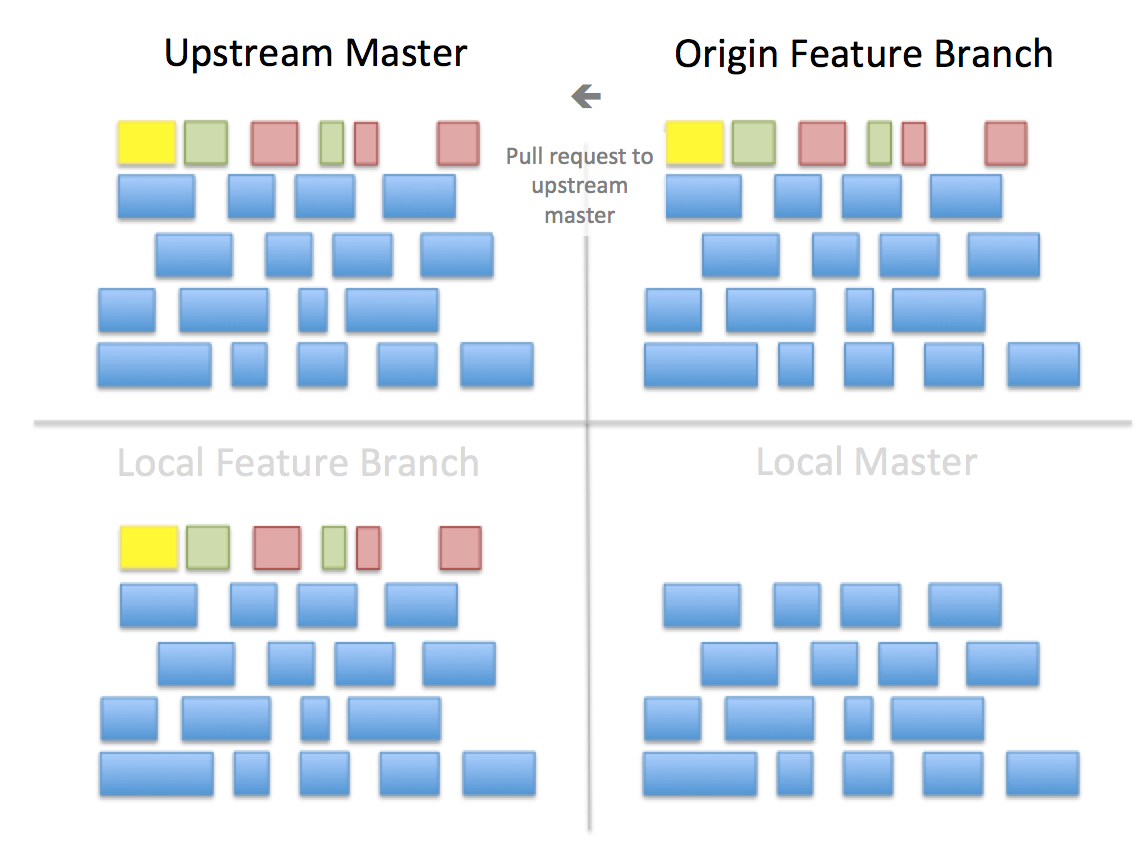 Upstream Master
Origin Feature Branch
Pull request to
upstream
master
Local Feature Branch
Local Master